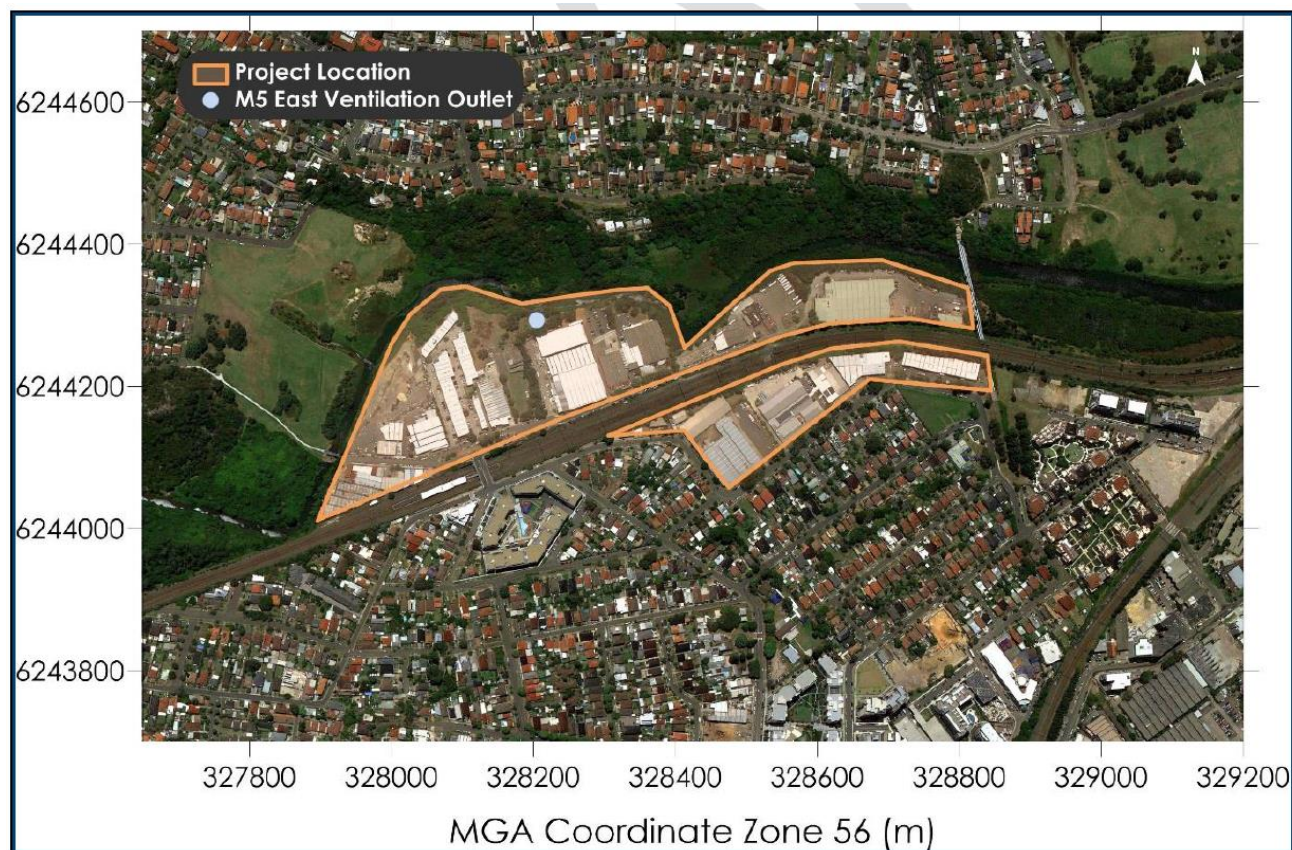 Project Location
M5 East Ventilation Outlet
N
6244600
6244400
6244200
6244000
6243800
327800 328000 328200 328400 328600 328800 329000 329200
MGA Coordinate Zone 56 (m)